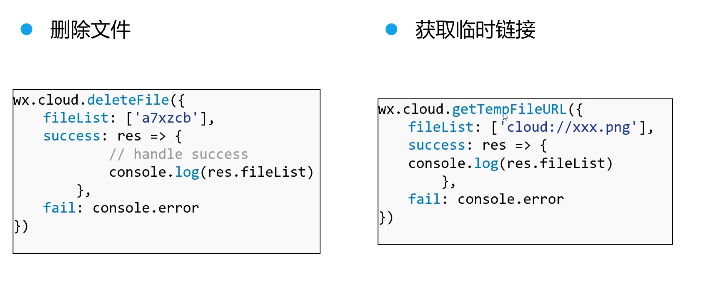 删除文件
wx.cloud.deleteFile({
fileList: ['a7xzcb'],
success: res => {
// handle success
console.log(res.fileList)
},
fail: console.error
})
获取临时链接
wx.cloud.getTempFileURL({
fileList: ['cloud://xxx.png'],
success: res => {
console.log(res.fileList)
},
fail: console.error
})